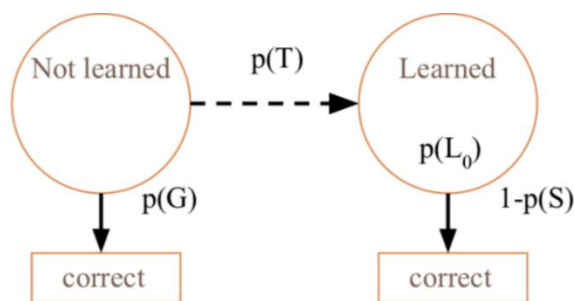 Not learned
p(T)
Learned
p(L₀)
p(G)
1-p(S)
correct
correct